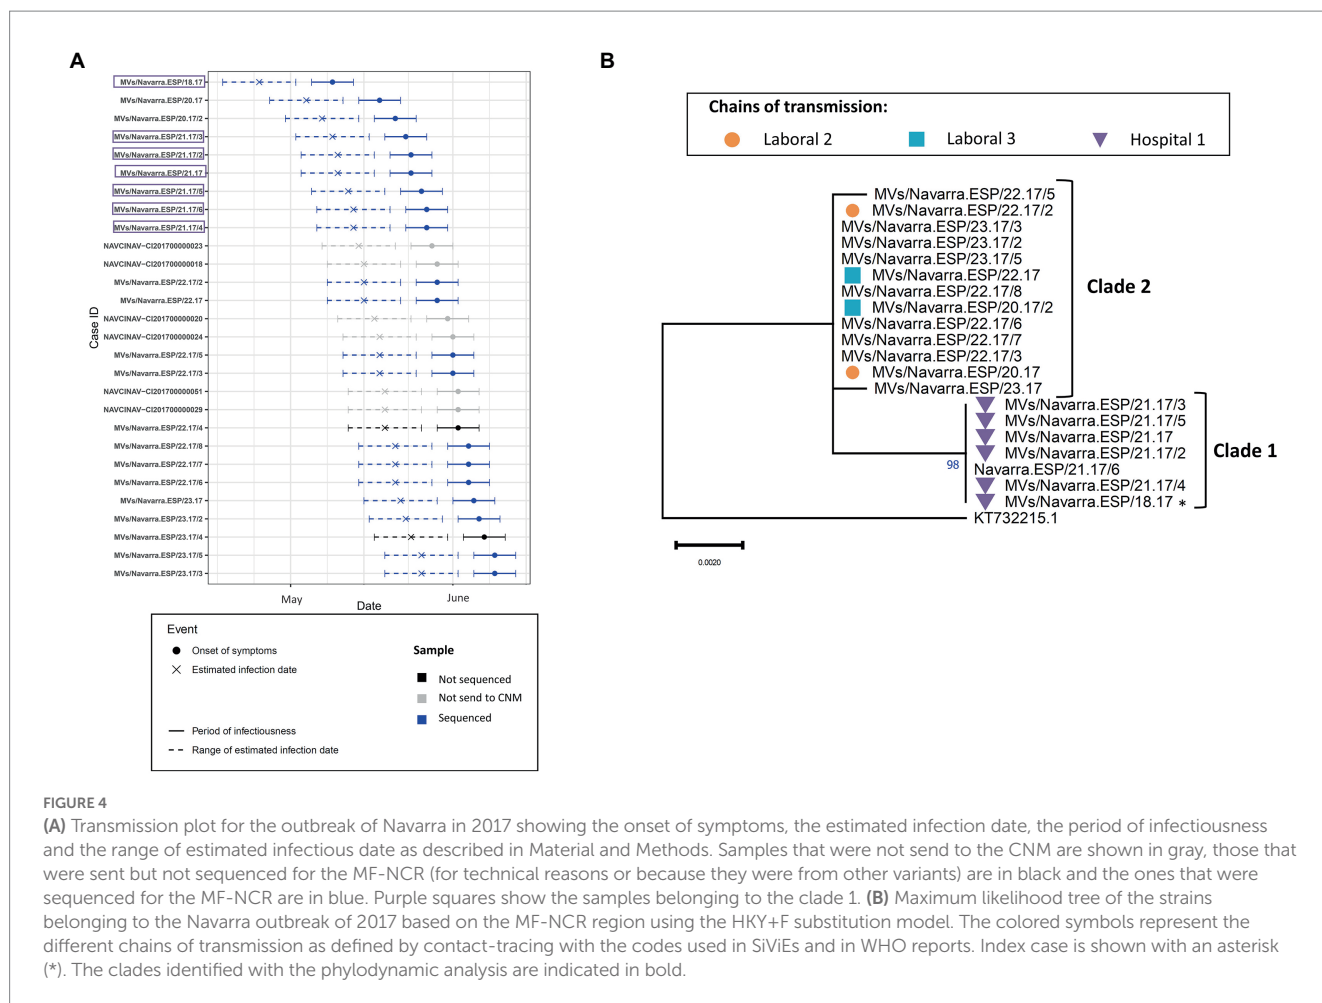 A
MVs/Navarra.ESP/18.17
MVs/Navarra.ESP/20.17
MVs/Navarra.ESP/20.17/2
MVs/Navarra.ESP/21.17/3
MVs/Navarra.ESP/21.17/2
MVs/Navarra.ESP/21.17
MVs/Navarra.ESP/21.17/5
MVs/Navarra.ESP/21.17/6
MVs/Navarra.ESP/21.17/4
NAVCINAV-CI201700000023
NAVCINAV-CI201700000018
MVs/Navarra.ESP/22.17/2
MVs/Navarra.ESP/22.17
NAVCINAV-CI201700000020
NAVCINAV-CI201700000024
MVs/Navarra.ESP/22.17/5
MVs/Navarra.ESP/22.17/3
NAVCINAV-CI201700000051
NAVCINAV-CI201700000029
MVs/Navarra.ESP/22.17/4
MVs/Navarra.ESP/22.17/8
MVs/Navarra.ESP/22.17/7
MVs/Navarra.ESP/22.17/6
MVs/Navarra.ESP/23.17
MVs/Navarra.ESP/23.17/2
MVs/Navarra.ESP/23.17/4
MVs/Navarra.ESP/23.17/5
MVs/Navarra.ESP/23.17/3
Case ID
May
June
Date
Event
Onset of symptoms
Estimated infection date
Period of infectiousness
Range of estimated infection date
Sample
Not sequenced
Not send to CNM
Sequenced
B
Chains of transmission:
Laboral 2
Laboral 3
Hospital 1
MVs/Navarra.ESP/22.17/5
MVs/Navarra.ESP/22.17/2
MVs/Navarra.ESP/23.17/3
MVs/Navarra.ESP/23.17/2
MVs/Navarra.ESP/23.17/5
MVs/Navarra.ESP/22.17
MVs/Navarra.ESP/22.17/8
MVs/Navarra.ESP/20.17/2
MVs/Navarra.ESP/22.17/6
MVs/Navarra.ESP/22.17/7
MVs/Navarra.ESP/22.17/3
MVs/Navarra.ESP/20.17
MVs/Navarra.ESP/23.17
Clade 2
MVs/Navarra.ESP/21.17/3
MVs/Navarra.ESP/21.17/5
MVs/Navarra.ESP/21.17
MVs/Navarra.ESP/21.17/2
Navarra.ESP/21.17/6
MVs/Navarra.ESP/21.17/4
MVs/Navarra.ESP/18.17 *
Clade 1
98
KT732215.1
0.0020
FIGURE 4
(A) Transmission plot for the outbreak of Navarra in 2017 showing the onset of symptoms, the estimated infection date, the period of infectiousness
and the range of estimated infectious date as described in Material and Methods. Samples that were not send to the CNM are shown in gray, those that
were sent but not sequenced for the MF-NCR (for technical reasons or because they were from other variants) are in black and the ones that were
sequenced for the MF-NCR are in blue. Purple squares show the samples belonging to the clade 1. (B) Maximum likelihood tree of the strains
belonging to the Navarra outbreak of 2017 based on the MF-NCR region using the HKY+F substitution model. The colored symbols represent the
different chains of transmission as defined by contact-tracing with the codes used in SiViEs and in WHO reports. Index case is shown with an asterisk
(*). The clades identified with the phylodynamic analysis are indicated in bold.